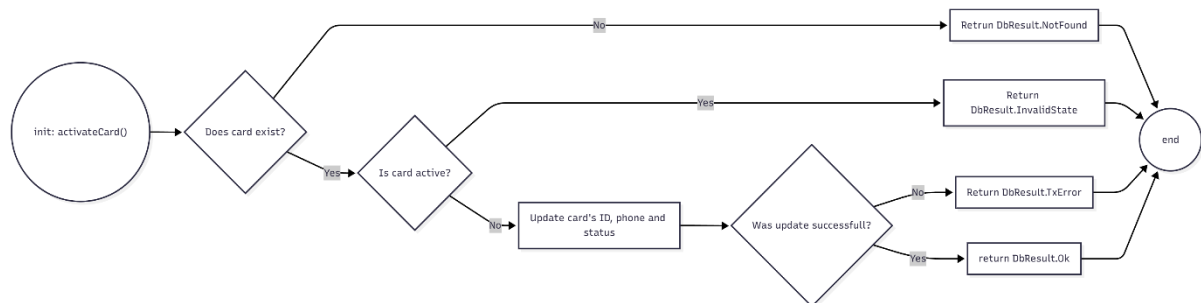 No
Retrun DbResult.NotFound
Yes
Return
DbResult.InvalidState
init: activateCard()
Does card exist?
end
Yes
Is card active?
No
Return DbResult.TxError
No
Update card's ID, phone and
status
Was update successfull?
Yes
return DbResult.Ok